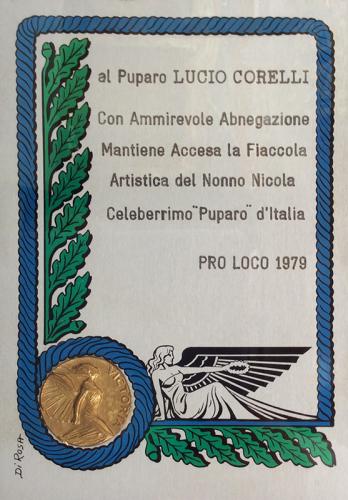 al Puparo LUCIO CORELLI
Con Ammirevole Abnegazione
Mantiene Accesa la Fiaccola
Artistica del Nonno Nicola
Celeberrimo "Puparo" d'Italia
PRO LOCO 1979
VICTORIA
Di Rosa